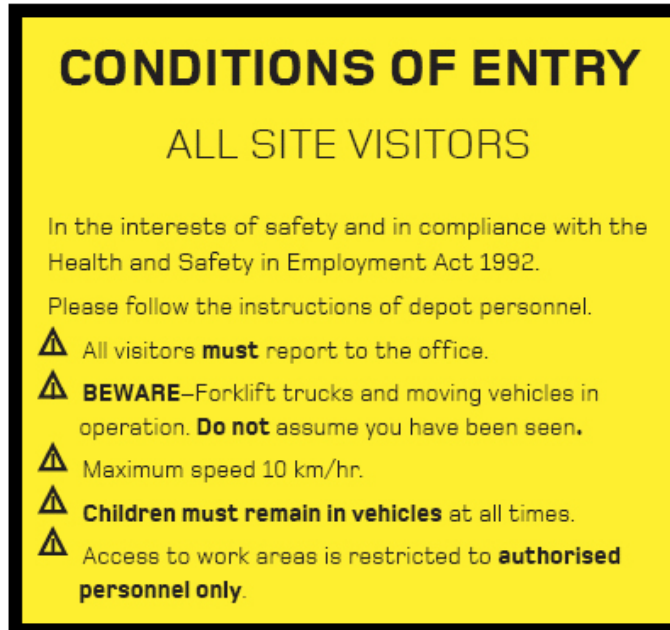 CONDITIONS OF ENTRY
ALL SITE VISITORS
In the interests of safety and in compliance with the
Health and Safety in Employment Act 1992.
Please follow the instructions of depot personnel.
All visitors must report to the office.
BEWARE–Forklift trucks and moving vehicles in
operation. Do not assume you have been seen.
Maximum speed 10 km/hr.
Children must remain in vehicles at all times.
Access to work areas is restricted to authorised
personnel only.